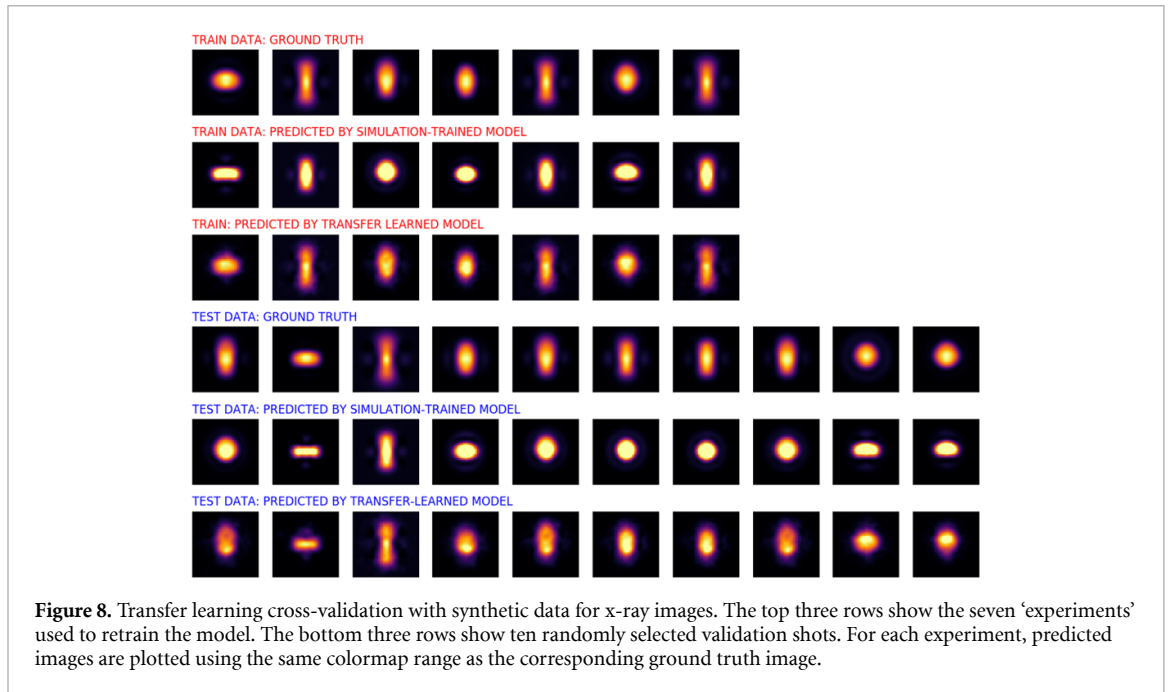 TRAIN DATA: GROUND TRUTH
TRAIN DATA: PREDICTED BY SIMULATION-TRAINED MODEL
TRAIN: PREDICTED BY TRANSFER LEARNED MODEL
TEST DATA: GROUND TRUTH
TEST DATA: PREDICTED BY SIMULATION-TRAINED MODEL
TEST DATA: PREDICTED BY TRANSFER-LEARNED MODEL
Figure 8. Transfer learning cross-validation with synthetic data for x-ray images. The top three rows show the seven ‘experiments’
used to retrain the model. The bottom three rows show ten randomly selected validation shots. For each experiment, predicted
images are plotted using the same colormap range as the corresponding ground truth image.